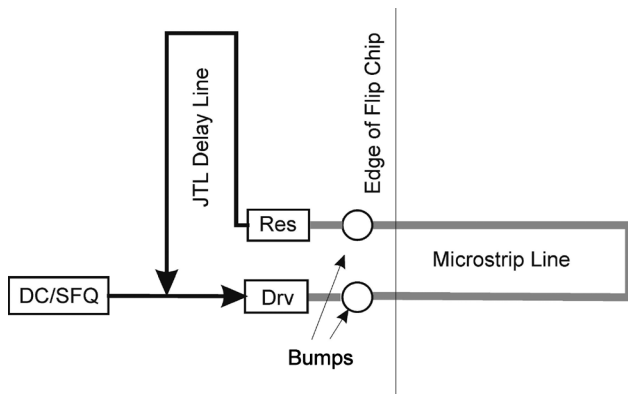 JTL Delay Line
Edge of Flip Chip
Res
Microstrip Line
DC/SFQ
Drv
Bumps